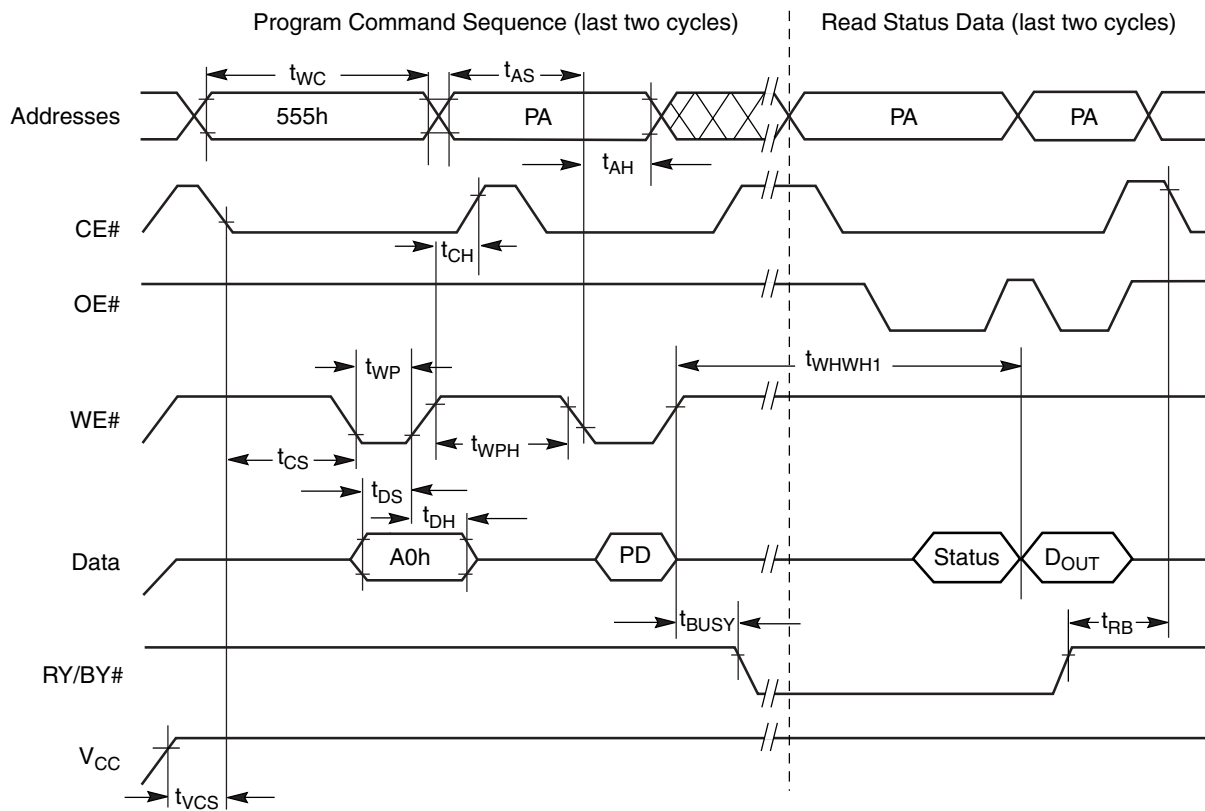 Program Command Sequence (last two cycles)
Read Status Data (last two cycles)
tWC
tAS
Addresses
555h
PA
PA
PA
tAH
CE#
tCH
OE#
tWP
tWHWH1
WE#
tWPH
tCS
tDS
tDH
Data
A0h
PD
Status
DOUT
tBUSY
tRB
RY/BY#
VCC
tVCS